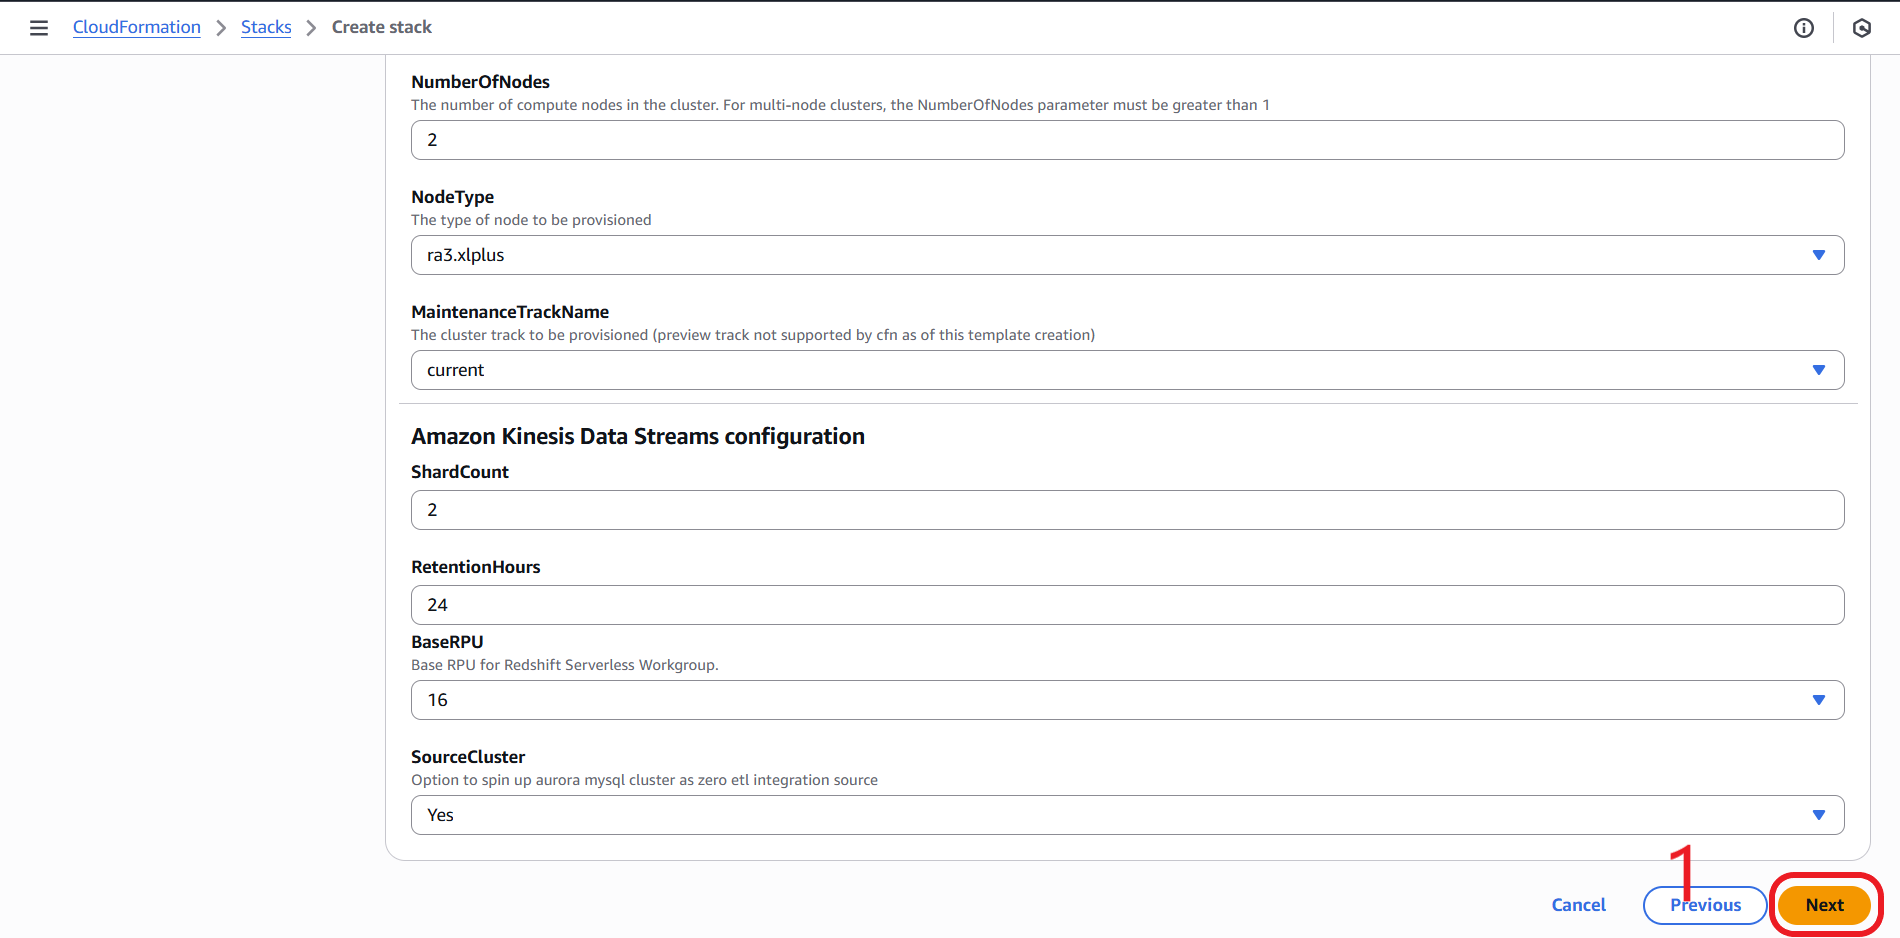 CloudFormation > Stacks > Create stack
NumberOfNodes
The number of compute nodes in the cluster. For multi-node clusters, the NumberOfNodes parameter must be greater than 1
2
NodeType
The type of node to be provisioned
ra3.xlplus
MaintenanceTrackName
The cluster track to be provisioned (preview track not supported by cfn as of this template creation)
current
Amazon Kinesis Data Streams configuration
ShardCount
2
RetentionHours
24
BaseRPU
Base RPU for Redshift Serverless Workgroup.
16
SourceCluster
Option to spin up aurora mysql cluster as zero etl integration source
Yes
1
Cancel Previous Next